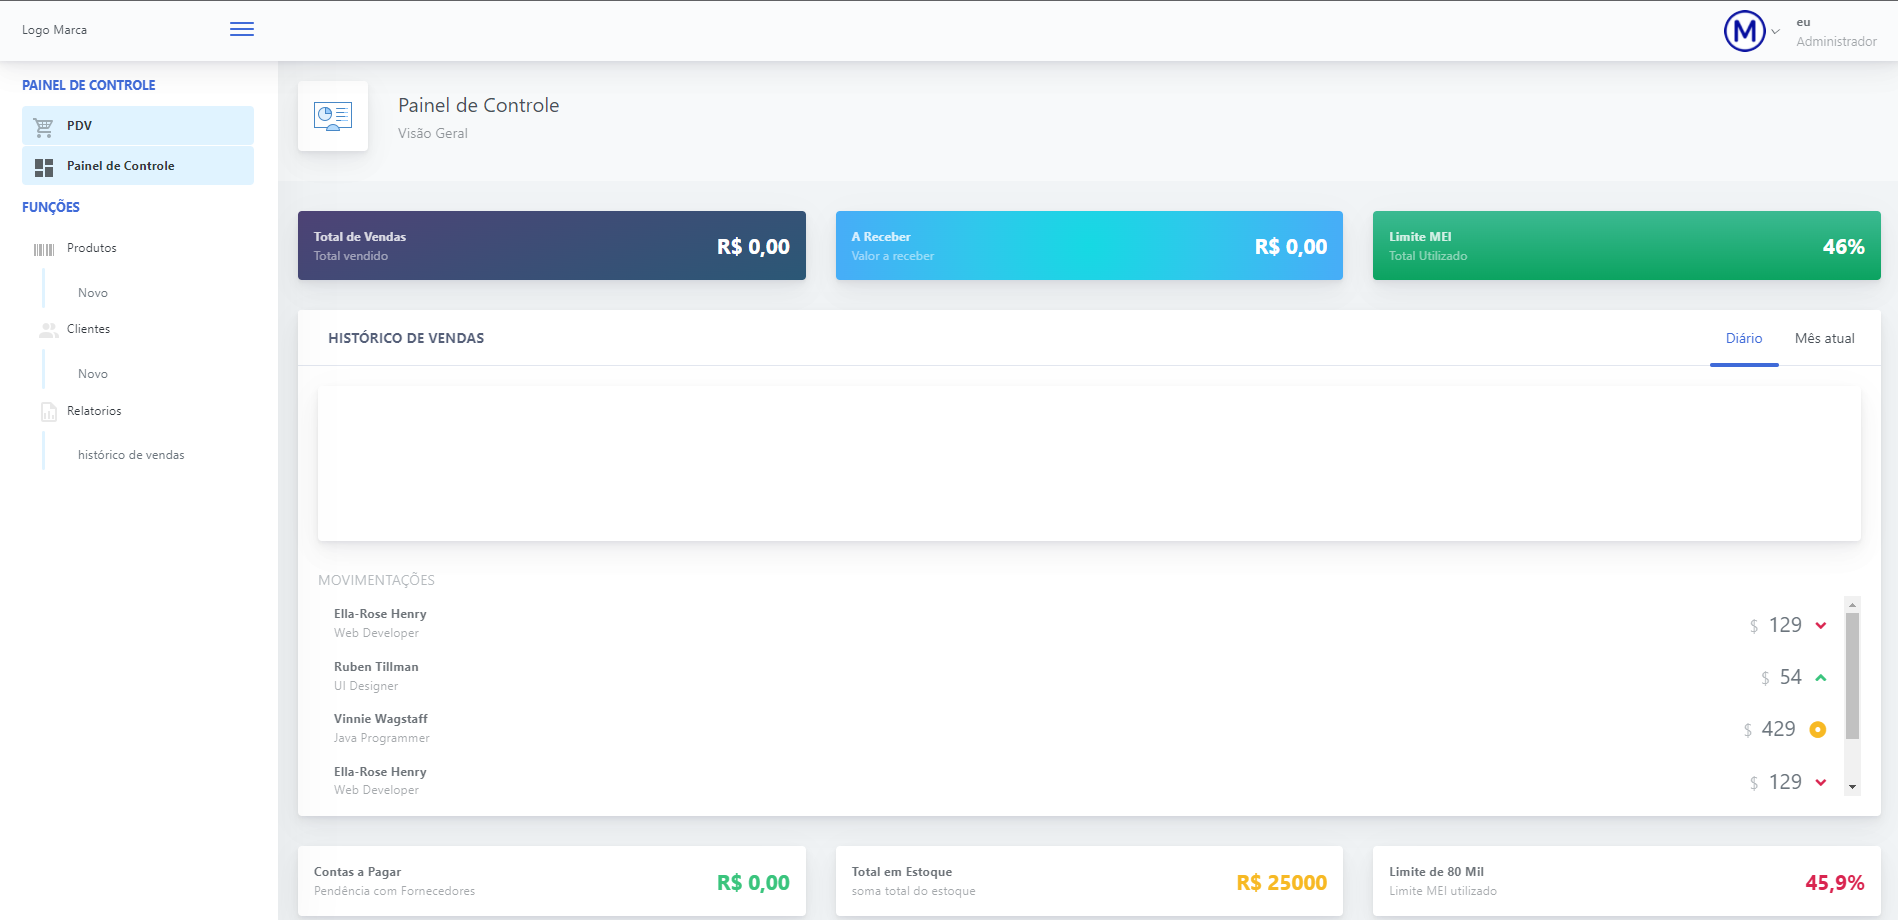 Logo Marca
M
eu
Administrador
PAINEL DE CONTROLE
PDV
Painel de Controle
FUNÇÕES
Produtos
Novo
Clientes
Novo
Relatorios
histórico de vendas
Painel de Controle
Visão Geral
Total de Vendas
Total vendido
R$ 0,00
A Receber
Valor a receber
R$ 0,00
Limite MEI
Total Utilizado
46%
HISTÓRICO DE VENDAS
Diário
Mês atual
MOVIMENTAÇÕES
Ella-Rose Henry
Web Developer
$ 129
Ruben Tillman
UI Designer
$ 54
Vinnie Wagstaff
Java Programmer
$ 429
Ella-Rose Henry
Web Developer
$ 129
Contas a Pagar
Pendência com Fornecedores
R$ 0,00
Total em Estoque
soma total do estoque
R$ 25000
Limite de 80 Mil
Limite MEI utilizado
45,9%